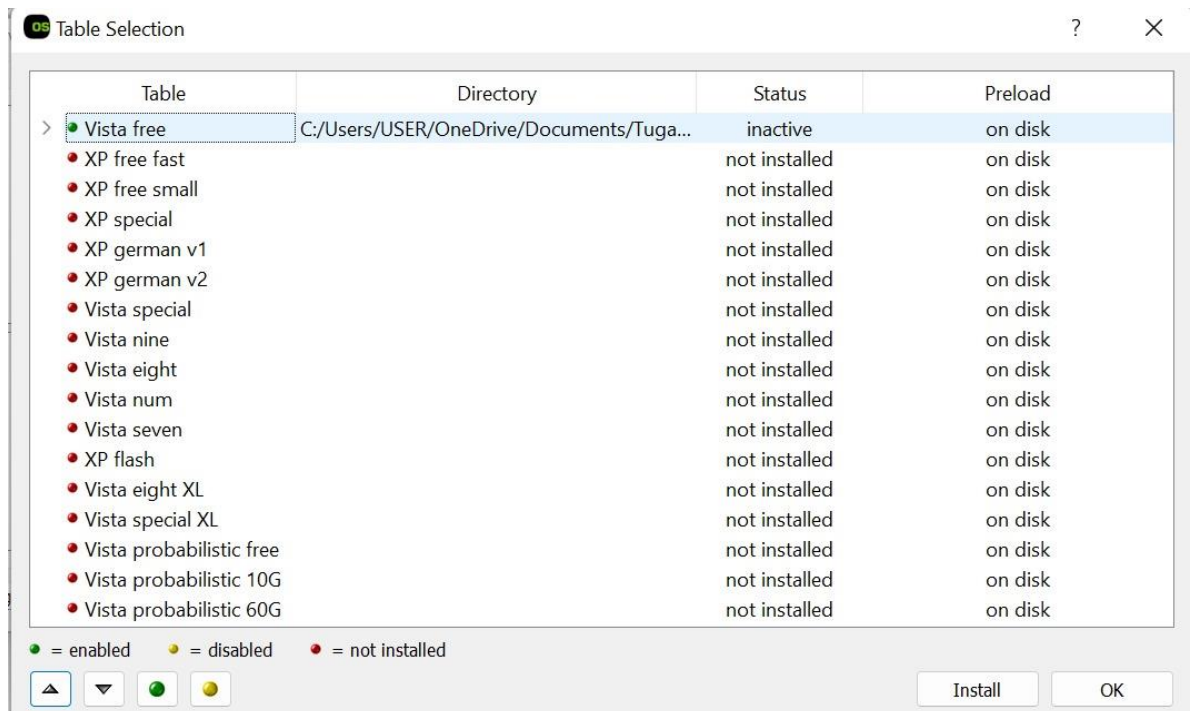 OS Table Selection ? ×
Table Directory Status Preload
Vista free C:/Users/USER/OneDrive/Documents/Tuga... inactive on disk
XP free fast not installed on disk
XP free small not installed on disk
XP special not installed on disk
XP german v1 not installed on disk
XP german v2 not installed on disk
Vista special not installed on disk
Vista nine not installed on disk
Vista eight not installed on disk
Vista num not installed on disk
Vista seven not installed on disk
XP flash not installed on disk
Vista eight XL not installed on disk
Vista special XL not installed on disk
Vista probabilistic free not installed on disk
Vista probabilistic 10G not installed on disk
Vista probabilistic 60G not installed on disk
= enabled = disabled = not installed
Install OK